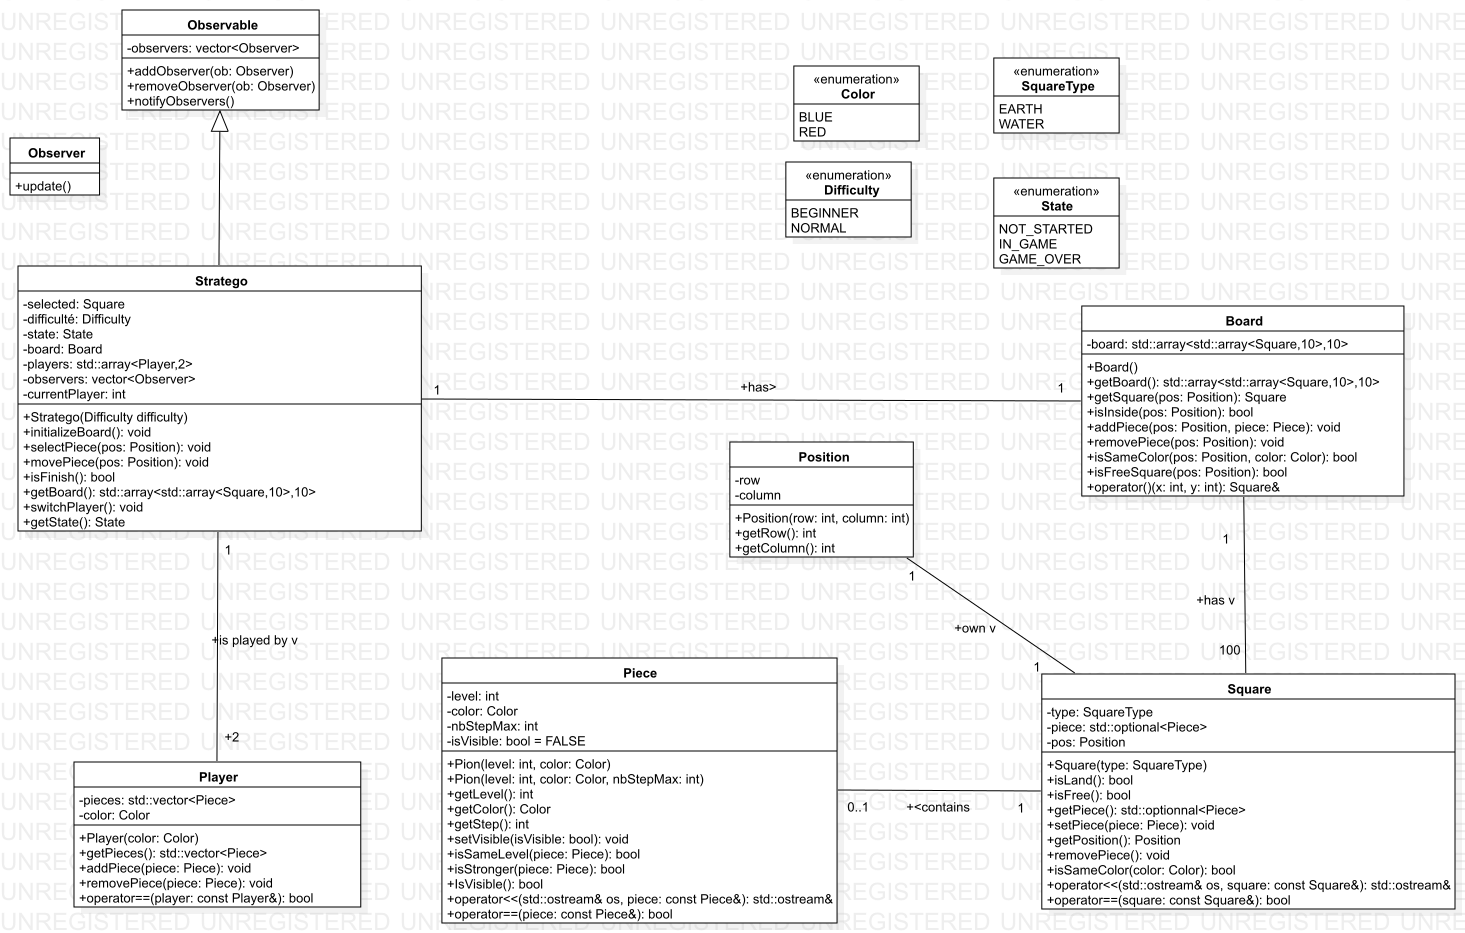 Observable
-observers: vector<Observer>
+addObserver(ob: Observer)
+removeObserver(ob: Observer)
+notifyObservers()
Observer
+update()
«enumeration»
Color
BLUE
RED
«enumeration»
SquareType
EARTH
WATER
«enumeration»
Difficulty
BEGINNER
NORMAL
«enumeration»
State
NOT_STARTED
IN_GAME
GAME_OVER
Stratego
-selected: Square
-difficulté: Difficulty
-state: State
-board: Board
-players: std::array<Player,2>
-observers: vector<Observer>
-currentPlayer: int
+Stratego(Difficulty difficulty)
+initializeBoard(): void
+selectPiece(pos: Position): void
+movePiece(pos: Position): void
+isFinish(): bool
+getBoard(): std::array<std::array<Square,10>,10>
+switchPlayer(): void
+getState(): State
1
+has>
1
Board
-board: std::array<std::array<Square,10>,10>
+Board()
+getBoard(): std::array<std::array<Square,10>,10>
+getSquare(pos: Position): Square
+isInside(pos: Position): bool
+addPiece(pos: Position, piece: Piece): void
+removePiece(pos: Position): void
+isSameColor(pos: Position, color: Color): bool
+isFreeSquare(pos: Position): bool
+operator()(x: int, y: int): Square&
Position
-row
-column
+Position(row: int, column: int)
+getRow(): int
+getColumn(): int
1
+own v
1
1
+has v
100
1
+is played by v
+2
Player
-pieces: std::vector<Piece>
-color: Color
+Player(color: Color)
+getPieces(): std::vector<Piece>
+addPiece(piece: Piece): void
+removePiece(piece: Piece): void
+operator==(player: const Player&): bool
Piece
-level: int
-color: Color
-nbStepMax: int
-isVisible: bool = FALSE
+Pion(level: int, color: Color)
+Pion(level: int, color: Color, nbStepMax: int)
+getLevel(): int
+getColor(): Color
+getStep(): int
+setVisible(isVisible: bool): void
+isSameLevel(piece: Piece): bool
+isStronger(piece: Piece): bool
+IsVisible(): bool
+operator<<(std::ostream& os, piece: const Piece&): std::ostream&
+operator==(piece: const Piece&): bool
0..1
+<contains
1
Square
-type: SquareType
-piece: std::optional<Piece>
-pos: Position
+Square(type: SquareType)
+isLand(): bool
+isFree(): bool
+getPiece(): std::optionnal<Piece>
+setPiece(piece: Piece): void
+getPosition(): Position
+removePiece(): void
+isSameColor(color: Color): bool
+operator<<(std::ostream& os, square: const Square&): std::ostream&
+operator==(square: const Square&): bool
UNREGISTERED